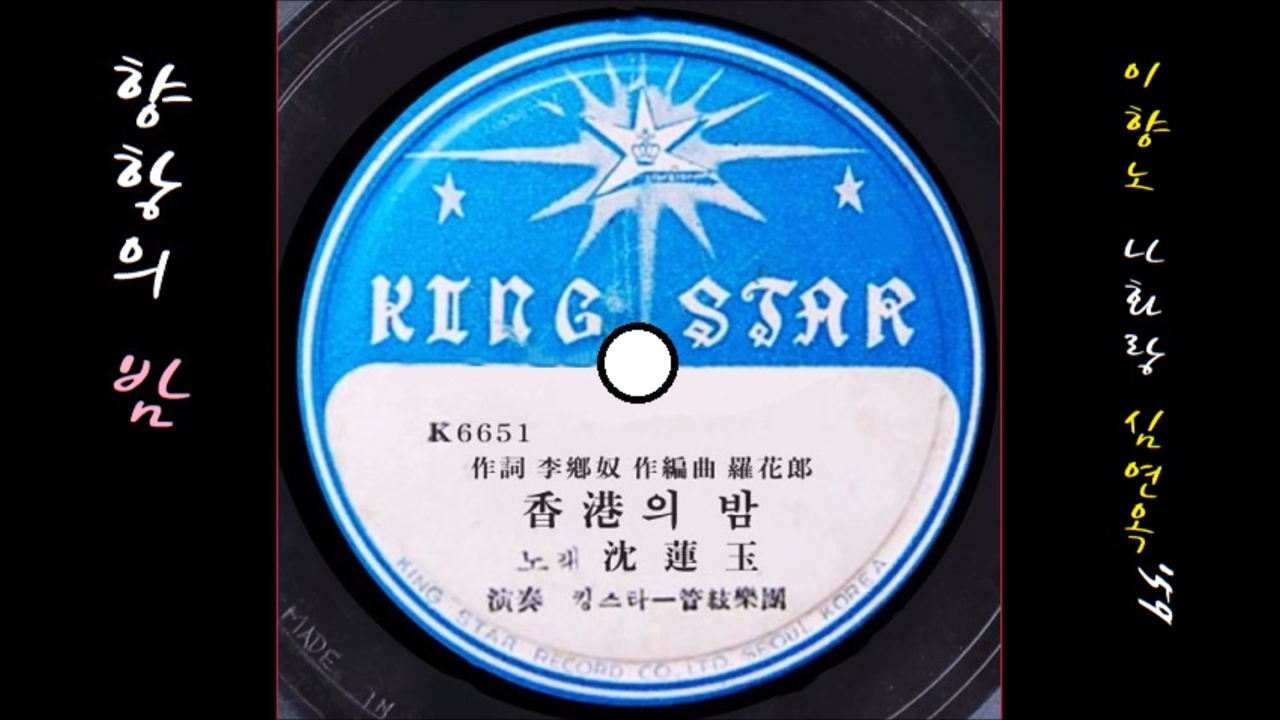 향항의 밤
KING STAR
K6651
作詞 李鄕奴 作編曲 羅花郎
香港의 밤
노래 沈蓮玉
演奏 킹스타—管絃樂團
KING STAR RECORD CO., LTD. SEOUL KOREA
MADE IN
이향노 나화랑 심연옥 '59